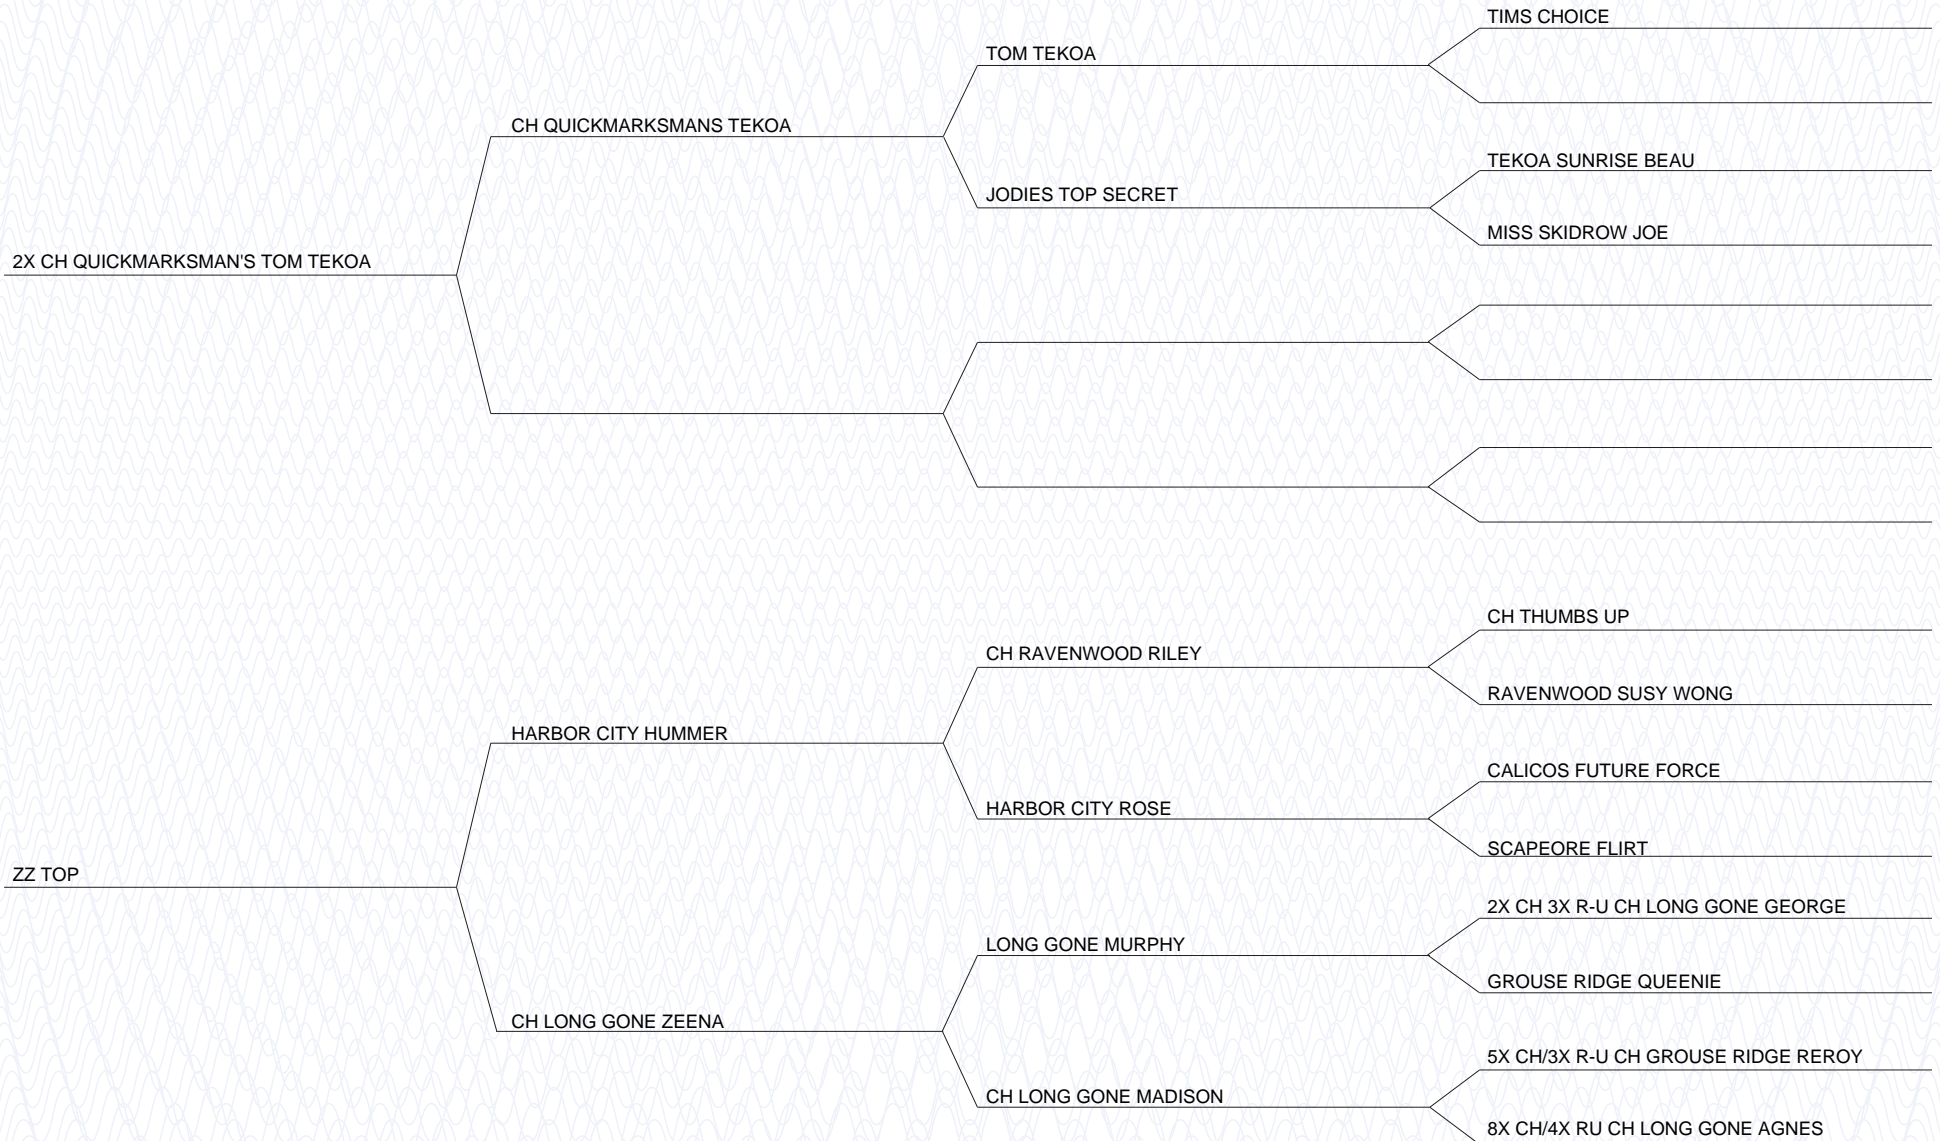 TIMS CHOICE
TOM TEKOA
CH QUICKMARKSMANS TEKOA
TEKOA SUNRISE BEAU
JODIES TOP SECRET
MISS SKIDROW JOE
2X CH QUICKMARKSMAN'S TOM TEKOA
CH THUMBS UP
CH RAVENWOOD RILEY
RAVENWOOD SUSY WONG
HARBOR CITY HUMMER
CALICOS FUTURE FORCE
HARBOR CITY ROSE
SCAPEORE FLIRT
ZZ TOP
2X CH 3X R-U CH LONG GONE GEORGE
LONG GONE MURPHY
GROUSE RIDGE QUEENIE
CH LONG GONE ZEENA
5X CH/3X R-U CH GROUSE RIDGE REROY
CH LONG GONE MADISON
8X CH/4X RU CH LONG GONE AGNES